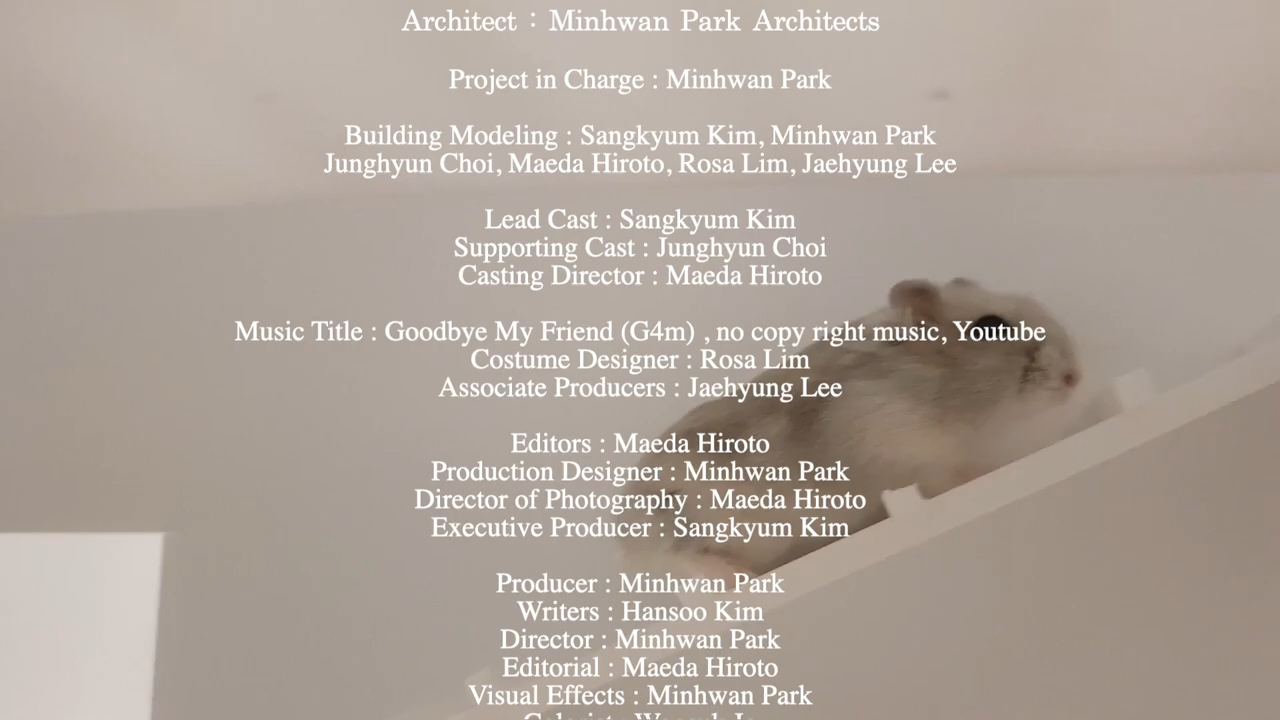 Architect : Minhwan Park Architects
Project in Charge : Minhwan Park
Building Modeling : Sangkyum Kim, Minhwan Park
Junghyun Choi, Maeda Hiroto, Rosa Lim, Jaehyung Lee
Lead Cast : Sangkyum Kim
Supporting Cast : Junghyun Choi
Casting Director : Maeda Hiroto
Music Title : Goodbye My Friend (G4m) , no copy right music, Youtube
Costume Designer : Rosa Lim
Associate Producers : Jaehyung Lee
Editors : Maeda Hiroto
Production Designer : Minhwan Park
Director of Photography : Maeda Hiroto
Executive Producer : Sangkyum Kim
Producer : Minhwan Park
Writers : Hansoo Kim
Director : Minhwan Park
Editorial : Maeda Hiroto
Visual Effects : Minhwan Park